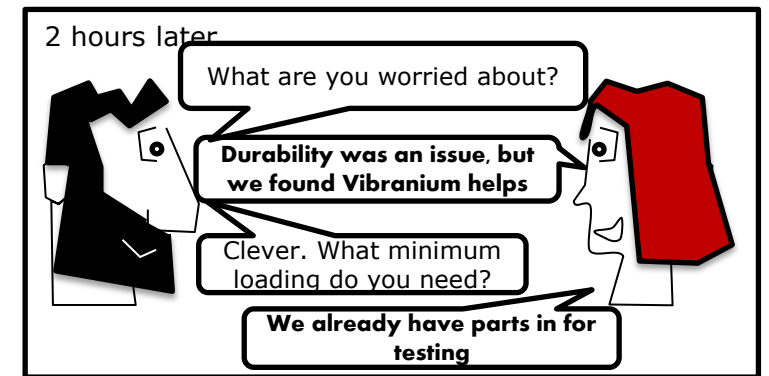 2 hours later
What are you worried about?
Durability was an issue, but
we found Vibranium helps
Clever. What minimum
loading do you need?
We already have parts in for
testing